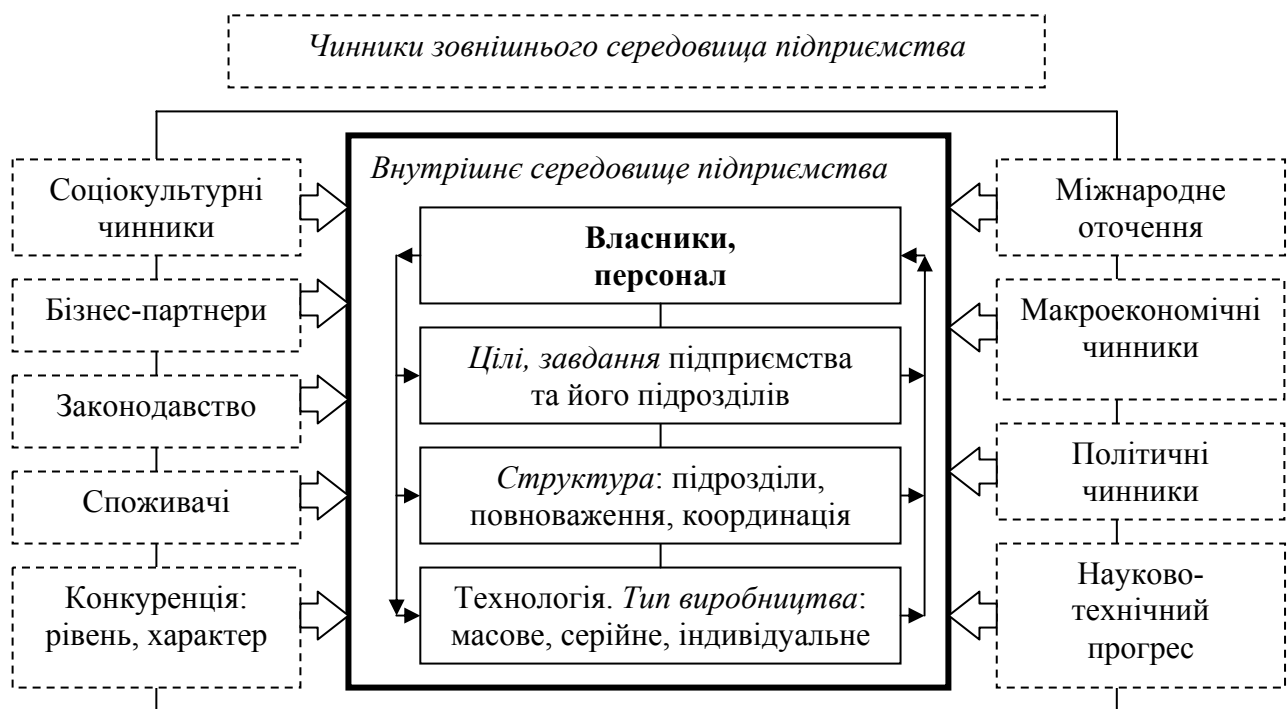 Чинники зовнішнього середовища підприємства
Соціокультурні
чинники
Бізнес-партнери
Законодавство
Споживачі
Конкуренція:
рівень, характер
Внутрішнє середовище підприємства
Власники,
персонал
Цілі, завдання підприємства
та його підрозділів
Структура: підрозділи,
повноваження, координація
Технологія. Тип виробництва:
масове, серійне, індивідуальне
Міжнародне
оточення
Макроекономічні
чинники
Політичні
чинники
Науково-
технічний
прогрес